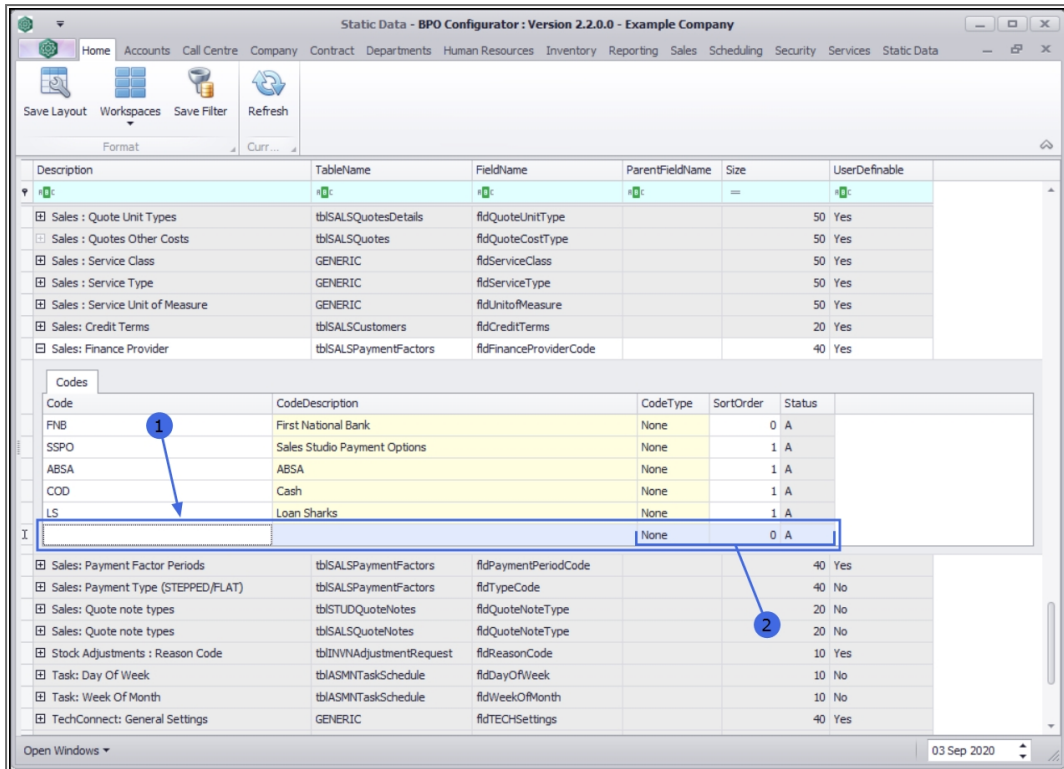 Static Data - BPO Configurator : Version 2.2.0.0 - Example Company
Home Accounts Call Centre Company Contract Departments Human Resources Inventory Reporting Sales Scheduling Security Services Static Data
Save Layout Workspaces Save Filter Refresh
Format Curr...
Description TableName FieldName ParentFieldName Size UserDefinable
Sales : Quote Unit Types tblSALSQuotesDetails fldQuoteUnitType 50 Yes
Sales : Quotes Other Costs tblSALSQuotes fldQuoteCostType 50 Yes
Sales : Service Class GENERIC fldServiceClass 50 Yes
Sales : Service Type GENERIC fldServiceType 50 Yes
Sales : Service Unit of Measure GENERIC fldUnitofMeasure 50 Yes
Sales: Credit Terms tblSALSCustomers fldCreditTerms 20 Yes
Sales: Finance Provider tblSALSPaymentFactors fldFinanceProviderCode 40 Yes
Codes
Code CodeDescription CodeType SortOrder Status
FNB First National Bank None 0 A
1
SSPO Sales Studio Payment Options None 1 A
ABSA ABSA None 1 A
COD Cash None 1 A
LS Loan Sharks None 1 A
None 0 A
Sales: Payment Factor Periods tblSALSPaymentFactors fldPaymentPeriodCode 40 Yes
Sales: Payment Type (STEPPED/FLAT) tblSALSPaymentFactors fldTypeCode 40 No
Sales: Quote note types tblSTUDQuoteNotes fldQuoteNoteType 20 No
Sales: Quote note types tblSALSQuoteNotes fldQuoteNoteType 20 No
2
Stock Adjustments : Reason Code tblINVNAdjustmentRequest fldReasonCode 10 Yes
Task: Day Of Week tblASMNTaskSchedule fldDayOfWeek 10 No
Task: Week Of Month tblASMNTaskSchedule fldWeekOfMonth 10 No
TechConnect: General Settings GENERIC fldTECHSettings 40 Yes
Open Windows 03 Sep 2020